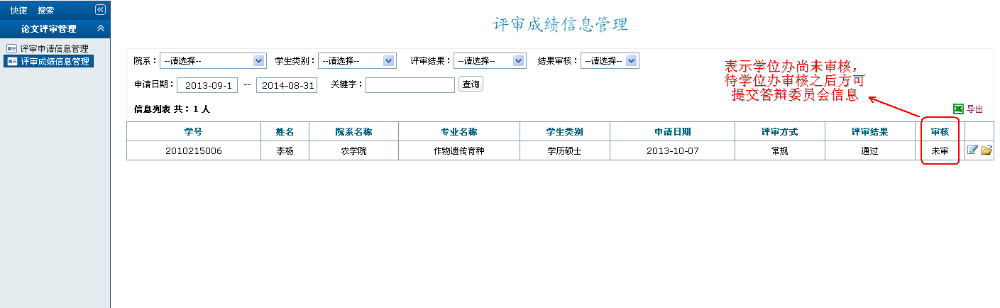 快捷 搜索
论文评审管理
评审申请信息管理
评审成绩信息管理
评审成绩信息管理
院系： --请选择-- 学生类别： --请选择-- 评审结果： --请选择-- 结果审核： --请选择--
申请日期： 2013-09-1 -- 2014-08-31 关键字： 查询
表示学位办尚未审核，
待学位办审核之后方可
提交答辩委员会信息
信息列表 共：1 人
导出
学号 姓名 院系名称 专业名称 学生类别 申请日期 评审方式 评审结果 审核
2010215006 李杨 农学院 作物遗传育种 学历硕士 2013-10-07 常规 通过 未审